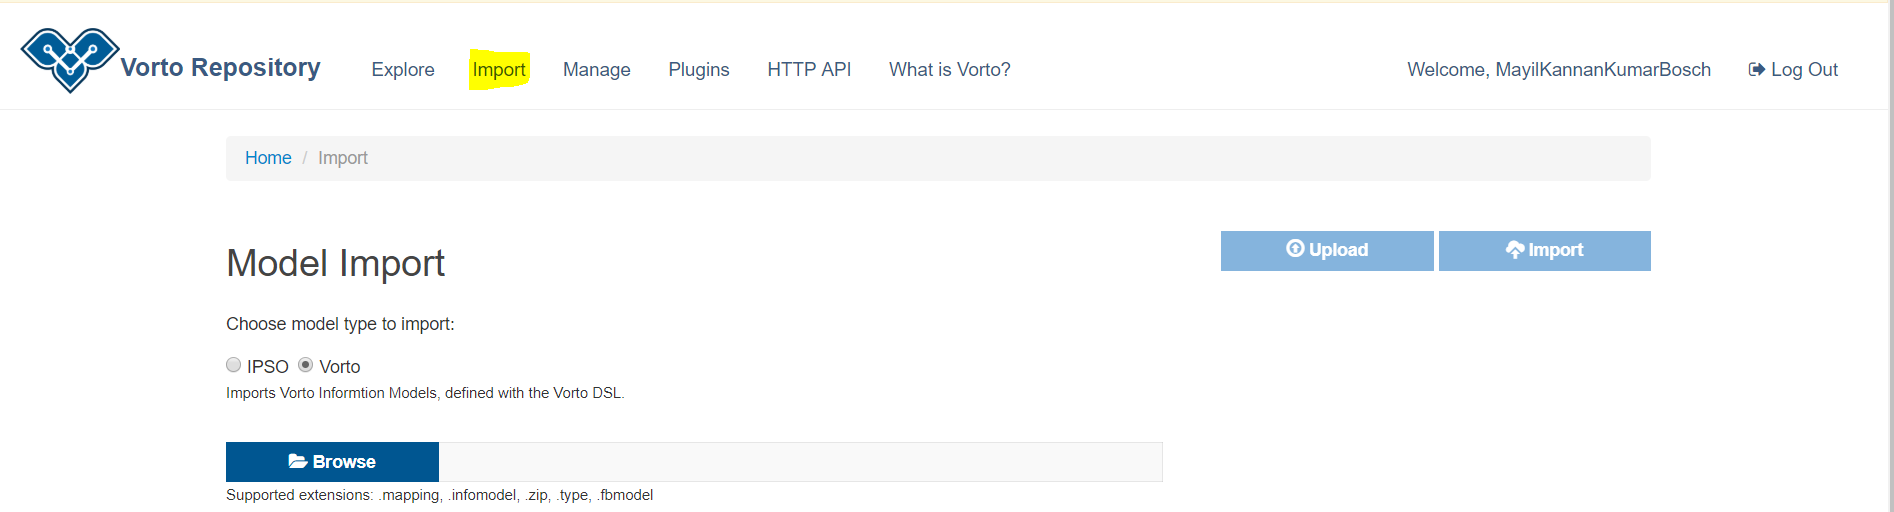 Vorto Repository Explore Import Manage Plugins HTTP API What is Vorto? Welcome, MayilKannanKumarBosch Log Out
Home / Import
Model Import
Upload Import
Choose model type to import:
IPSO Vorto
Imports Vorto Informtion Models, defined with the Vorto DSL.
Browse
Supported extensions: .mapping, .infomodel, .zip, .type, .fbmodel